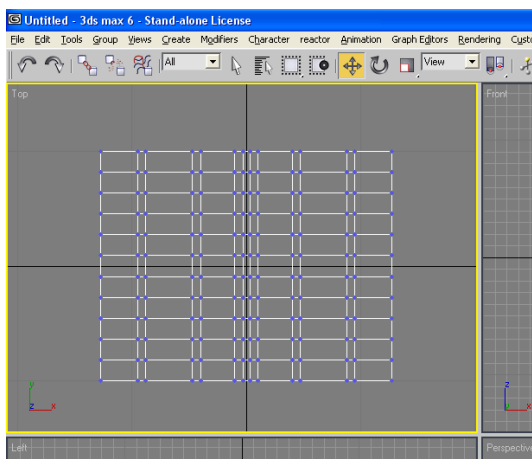 Untitled - 3ds max 6 - Stand-alone License
File Edit Tools Group Views Create Modifiers Character reactor Animation Graph Editors Rendering Custo
All
View
Top
Front
y
z x
z
y x
Left
Perspective